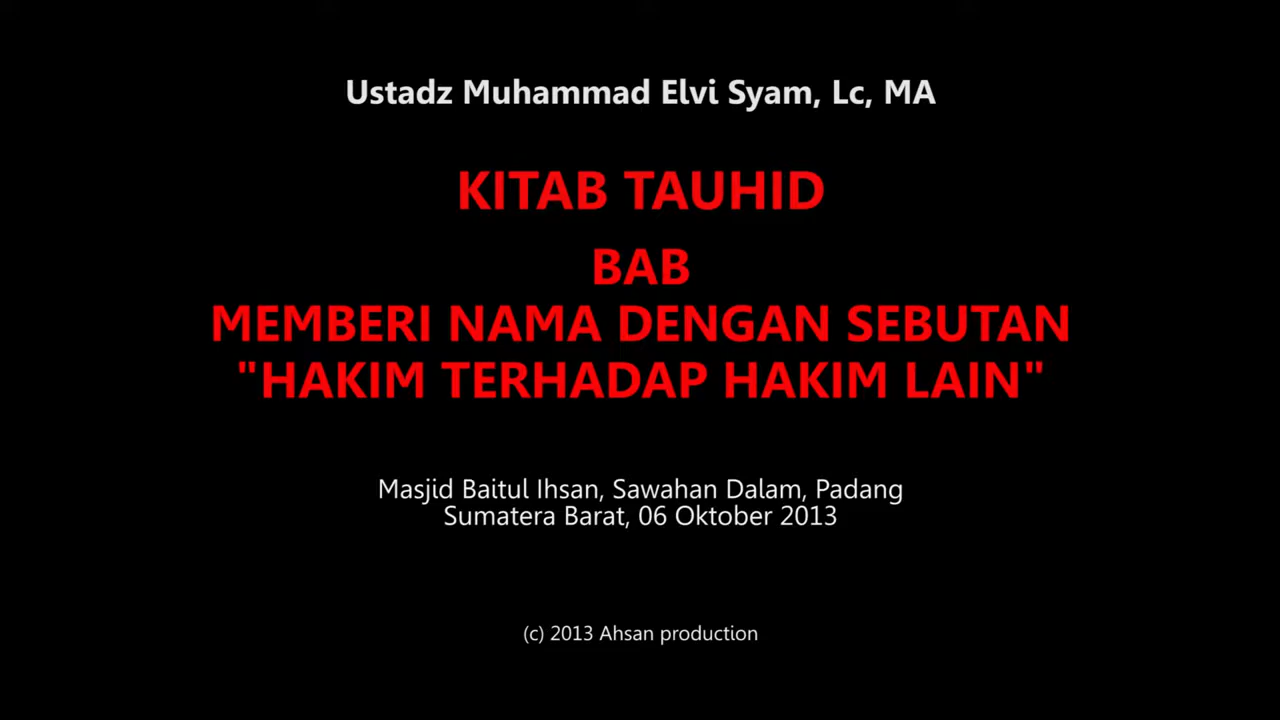 Ustadz Muhammad Elvi Syam, Lc, MA
KITAB TAUHID
BAB
MEMBERI NAMA DENGAN SEBUTAN
"HAKIM TERHADAP HAKIM LAIN"
Masjid Baitul Ihsan, Sawahan Dalam, Padang
Sumatera Barat, 06 Oktober 2013
(c) 2013 Ahsan production